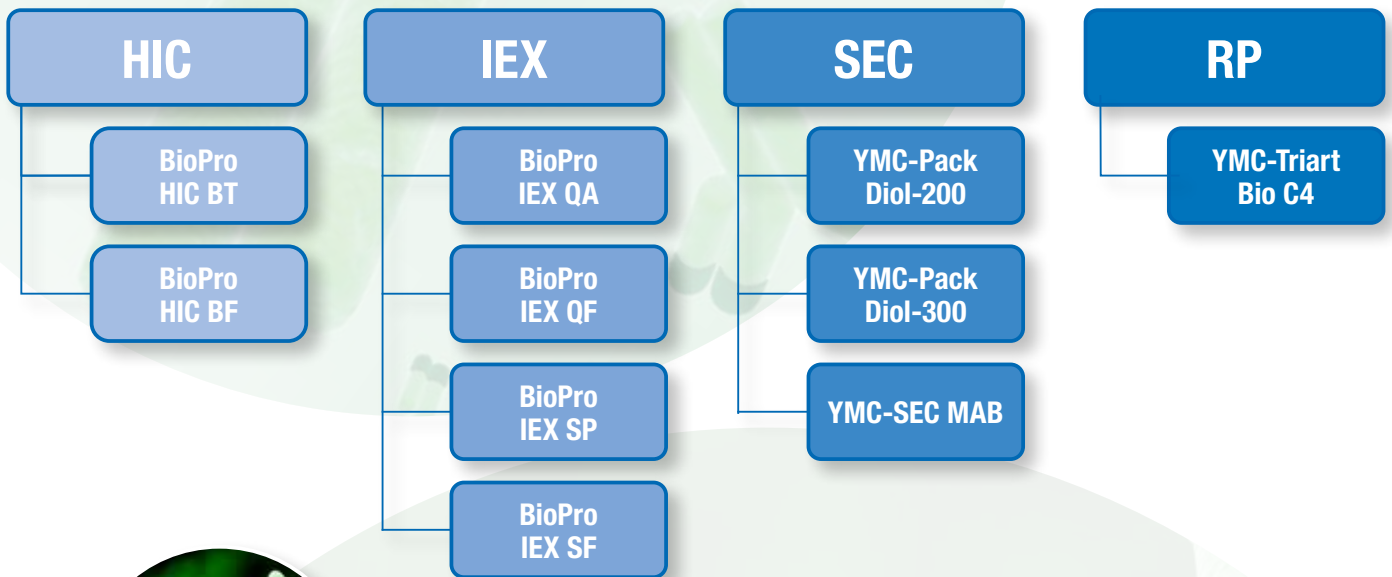 HIC
BioPro
HIC BT
BioPro
HIC BF
IEX
BioPro
IEX QA
BioPro
IEX QF
BioPro
IEX SP
BioPro
IEX SF
SEC
YMC-Pack
Diol-200
YMC-Pack
Diol-300
YMC-SEC MAB
RP
YMC-Triart
Bio C4